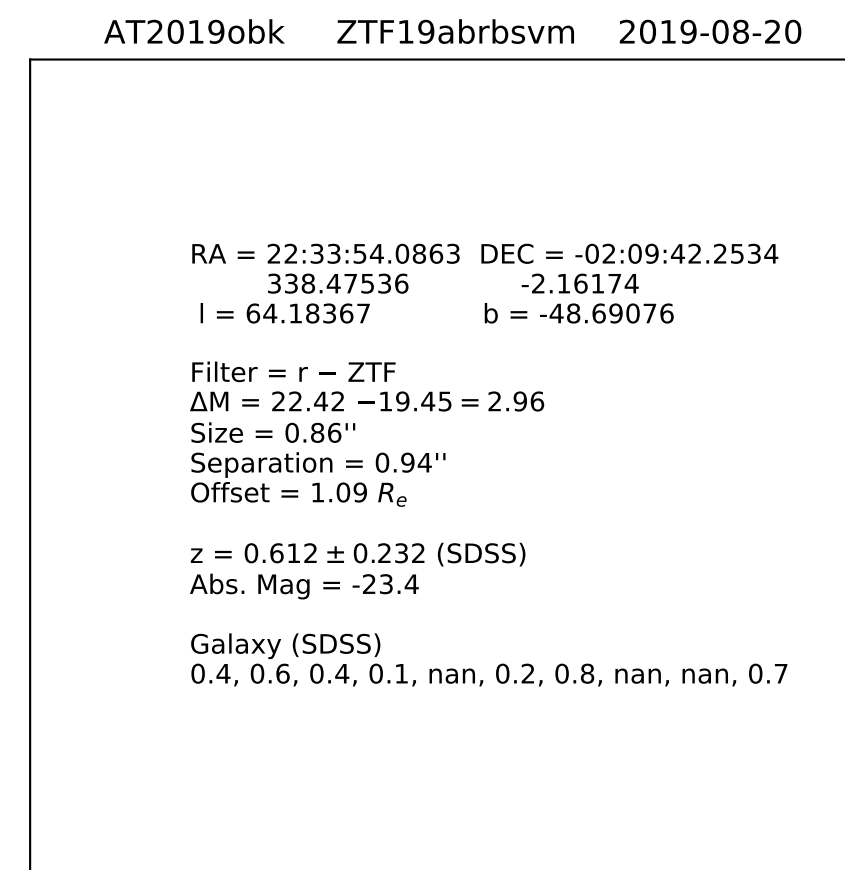 AT2019obk ZTF19abrbsvm 2019-08-20
RA = 22:33:54.0863 DEC = -02:09:42.2534
338.47536 -2.16174
l = 64.18367 b = -48.69076
Filter = r − ZTF
ΔM = 22.42 −19.45 = 2.96
Size = 0.86''
Separation = 0.94''
Offset = 1.09 Re
z = 0.612 ± 0.232 (SDSS)
Abs. Mag = -23.4
Galaxy (SDSS)
0.4, 0.6, 0.4, 0.1, nan, 0.2, 0.8, nan, nan, 0.7